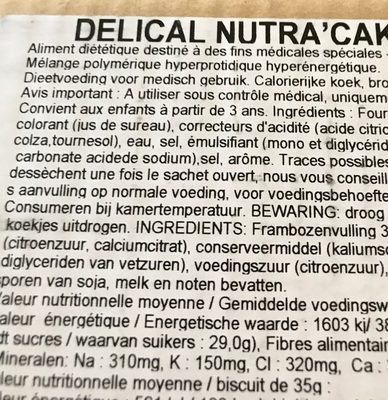 DELICAL NUTRA'CAK
Aliment diététique destiné à des fins médicales spéciales -
Mélange polymérique hyperprotidique hyperénergétique.
Dieetvoeding voor medisch gebruik. Calorierijke koek, bro
Avis important : A utiliser sous contrôle médical, uniquem
Convient aux enfants à partir de 3 ans. Ingrédients : Four
colorant (jus de sureau), correcteurs d'acidité (acide citric
colza,tournesol), eau, sel, émulsifiant (mono et diglycérid
carbonate acidede sodium),sel, arôme. Traces possibles
dessèchent une fois le sachet ouvert, nous vous conseill
s aanvulling op normale voeding, voor voedingsbehoefte
Consumeren bij kamertemperatuur. BEWARING: droog
koekjes uitdrogen. INGREDIENTS: Frambozenvulling 3
(citroenzuur, calciumcitrat), conserveermiddel (kaliumso
diglyceriden van vetzuren), voedingszuur (citroenzuur),
sporen van soja, melk en noten bevatten.
aleur nutritionnelle moyenne / Gemiddelde voedingsw
aleur énergétique / Energetische waarde : 1603 kj/ 38
dt sucres / waarvan suikers : 29,0g), Fibres alimentair
Mineralen: Na : 310mg, K : 150mg, Cl : 320mg, Ca :
leur nutritionnelle moyenne / biscuit de 35g :